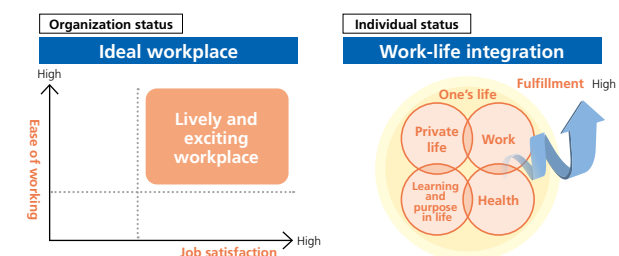 Organization status
Ideal workplace
High
Ease of working
Lively and
exciting
workplace
High
Job satisfaction
Individual status
Work-life integration
Fulfillment High
One's life
Private
life
Work
Learning
and
purpose
in life
Health